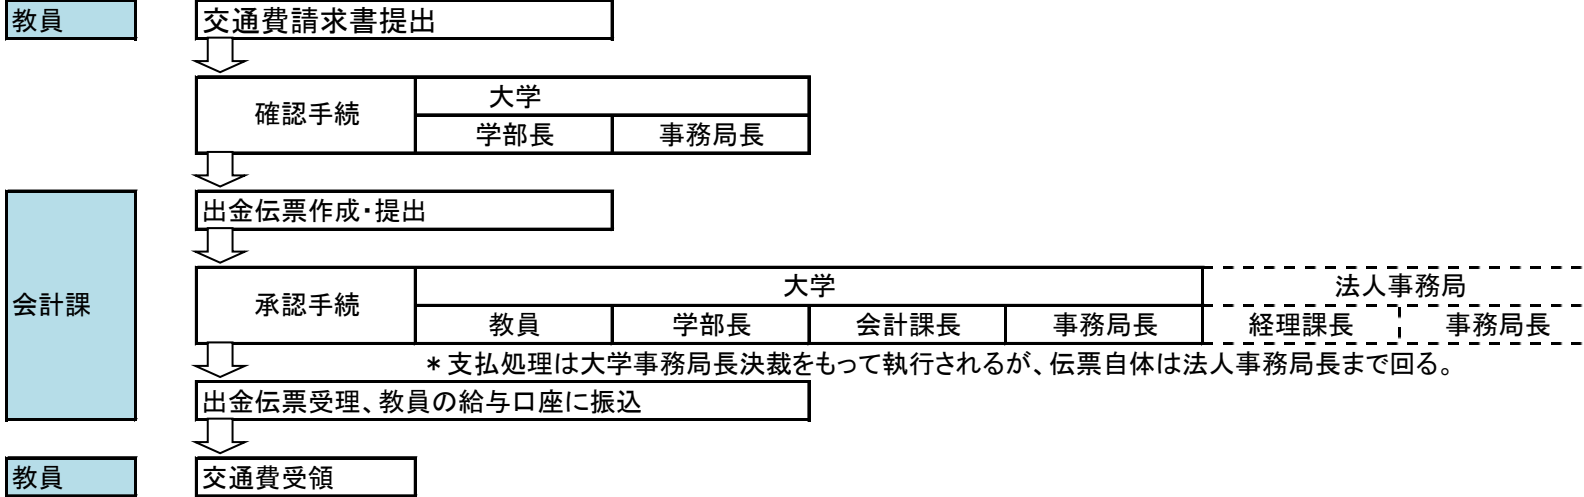 教員 交通費請求書提出
確認手続 大学
学部長 事務局長
出金伝票作成・提出
会計課 承認手続 大学 法人事務局
教員 学部長 会計課長 事務局長 経理課長 事務局長
＊支払処理は大学事務局長決裁をもって執行されるが、伝票自体は法人事務局長まで回る。
出金伝票受理、教員の給与口座に振込
教員 交通費受領